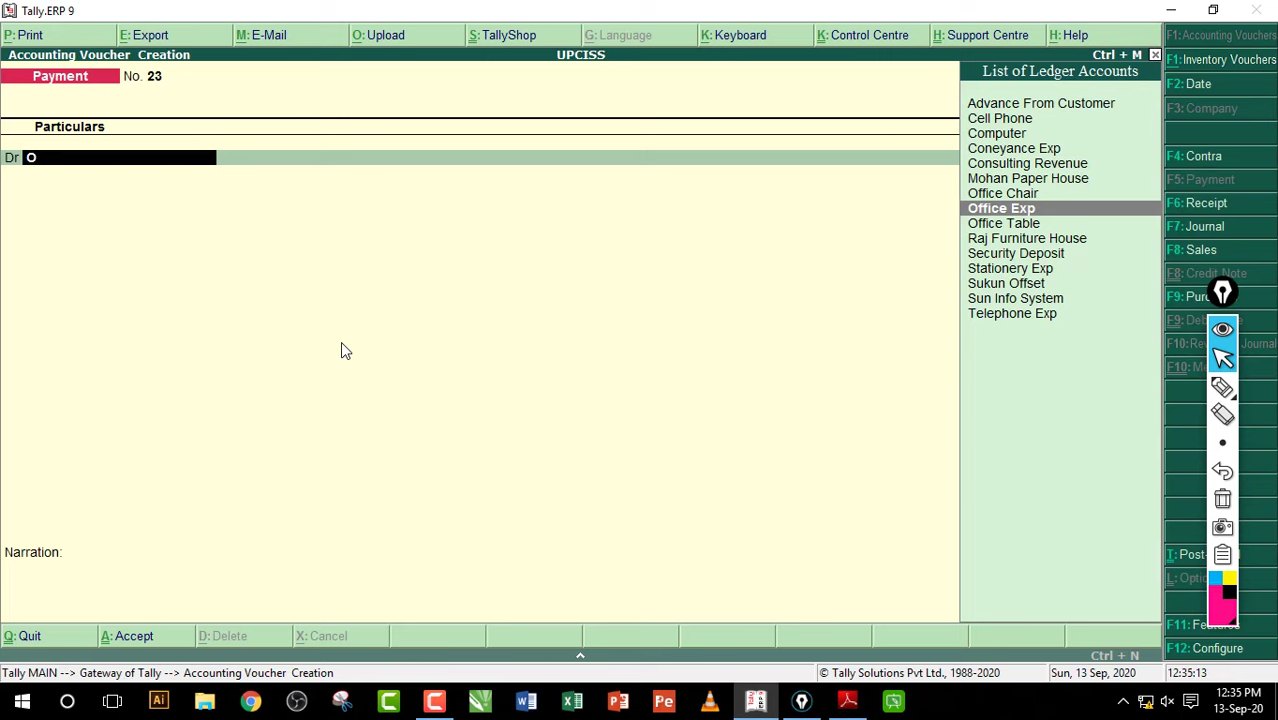 Tally.ERP 9
P: Print
E: Export
M: E-Mail
O: Upload
S: TallyShop
G: Language
K: Keyboard
K: Control Centre
H: Support Centre
H: Help
F1: Accounting Vouchers
Accounting Voucher Creation
UPCISS
Ctrl + M
F1: Inventory Vouchers
Payment
No. 23
List of Ledger Accounts
F2: Date
F3: Company
Particulars
Dr O
Advance From Customer
Cell Phone
Computer
Coneyance Exp
Consulting Revenue
Mohan Paper House
Office Chair
Office Exp
Office Table
Raj Furniture House
Security Deposit
Stationery Exp
Sukun Offset
Sun Info System
Telephone Exp
F4: Contra
F5: Payment
F6: Receipt
F7: Journal
F8: Sales
F8: Credit Note
F9:
F9:
F10: Journal
F10:
T:
L:
F11:
F12: Configure
Narration:
Q: Quit
A: Accept
D: Delete
X: Cancel
Ctrl + N
Tally MAIN --> Gateway of Tally --> Accounting Voucher Creation
© Tally Solutions Pvt Ltd., 1988-2020
Sun, 13 Sep, 2020
12:35:13
12:35 PM
13-Sep-20